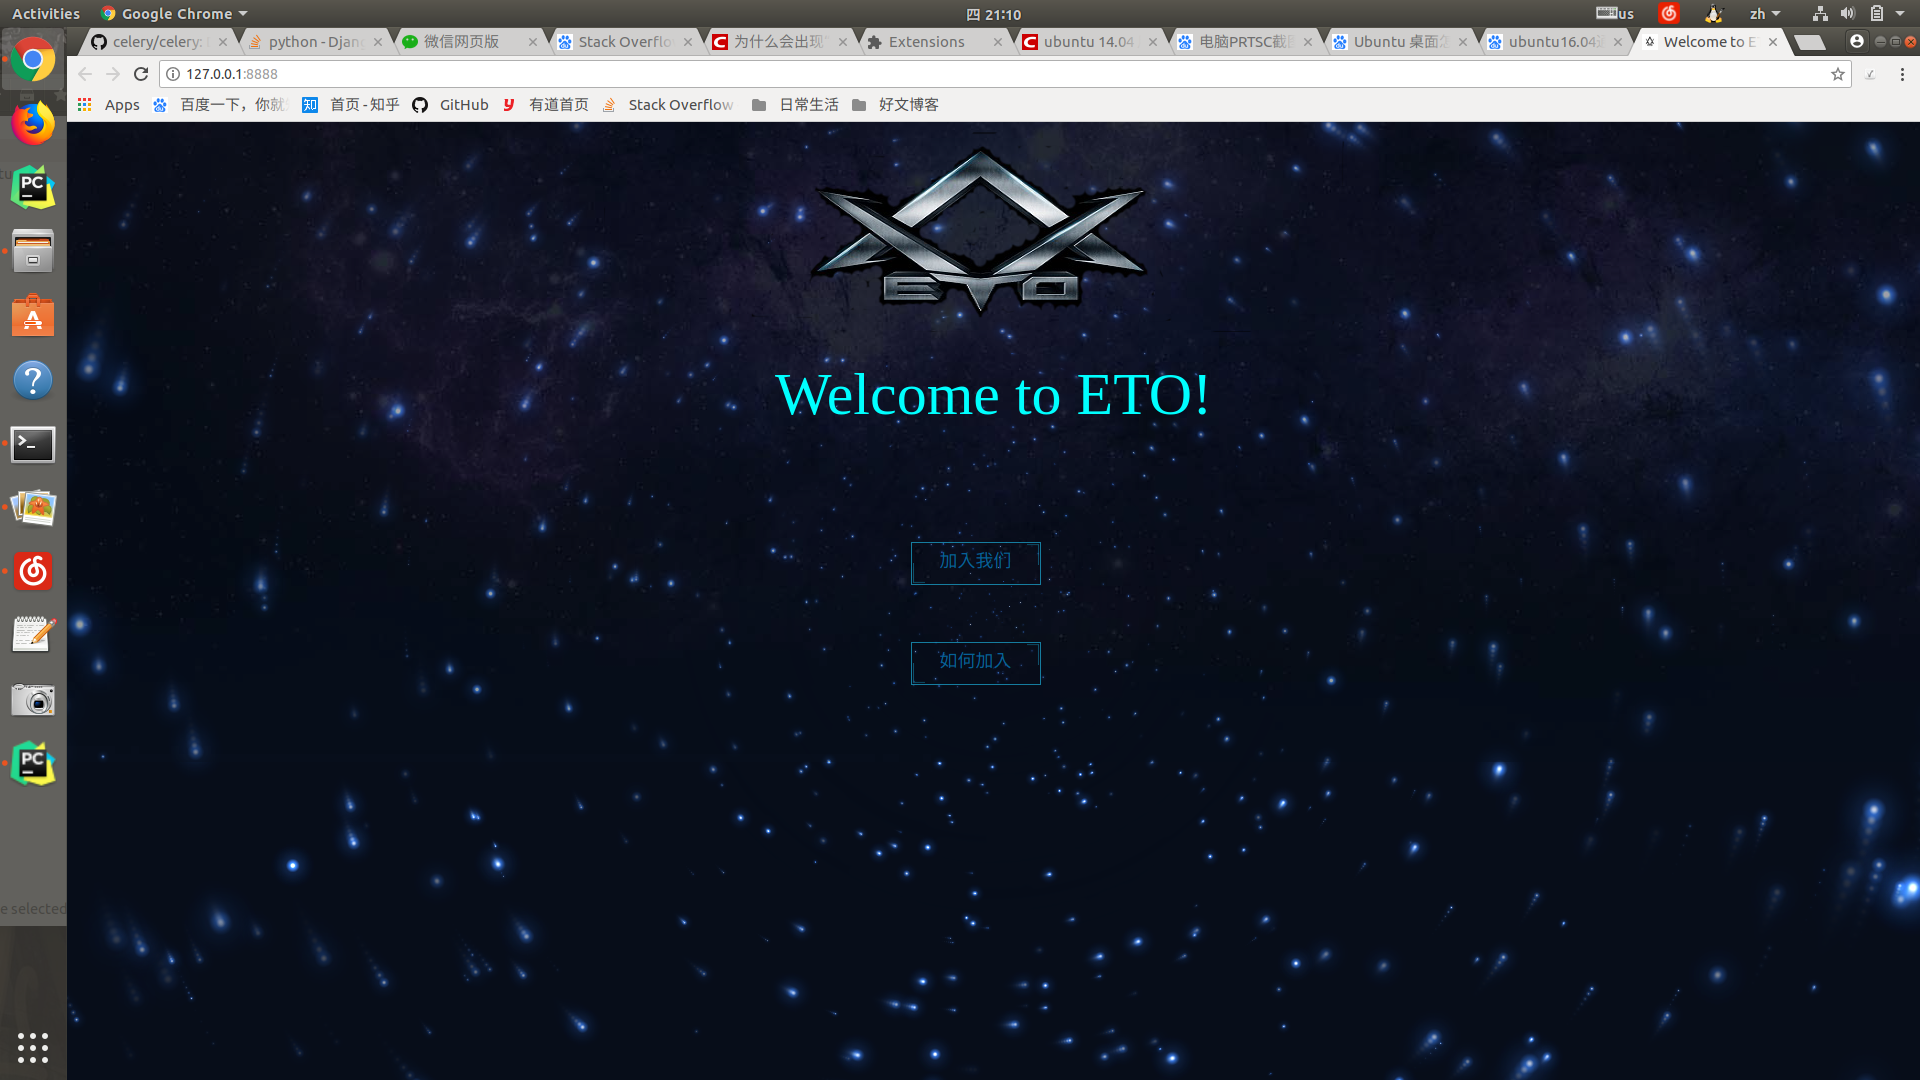 Activities Google Chrome 四 21:10 us zh
celery/celery: python - Djan 微信网页版 Stack Overflo 为什么会出现 Extensions ubuntu 14.04 电脑PRTSC截 Ubuntu 桌面怎 ubuntu16.04 Welcome to E
127.0.0.1:8888
Apps 百度一下，你就 首页 - 知乎 GitHub 有道首页 Stack Overflow 日常生活 好文博客
ETO
Welcome to ETO!
加入我们
如何加入
e selected